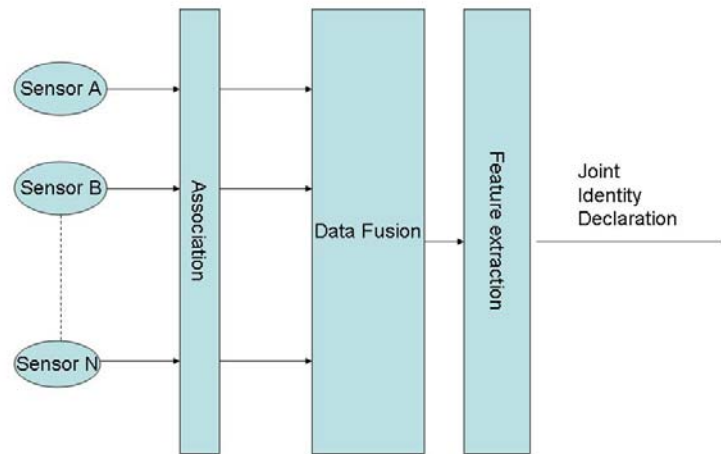 Sensor A
Sensor B
Sensor N
Association
Data Fusion
Feature extraction
Joint
Identity
Declaration